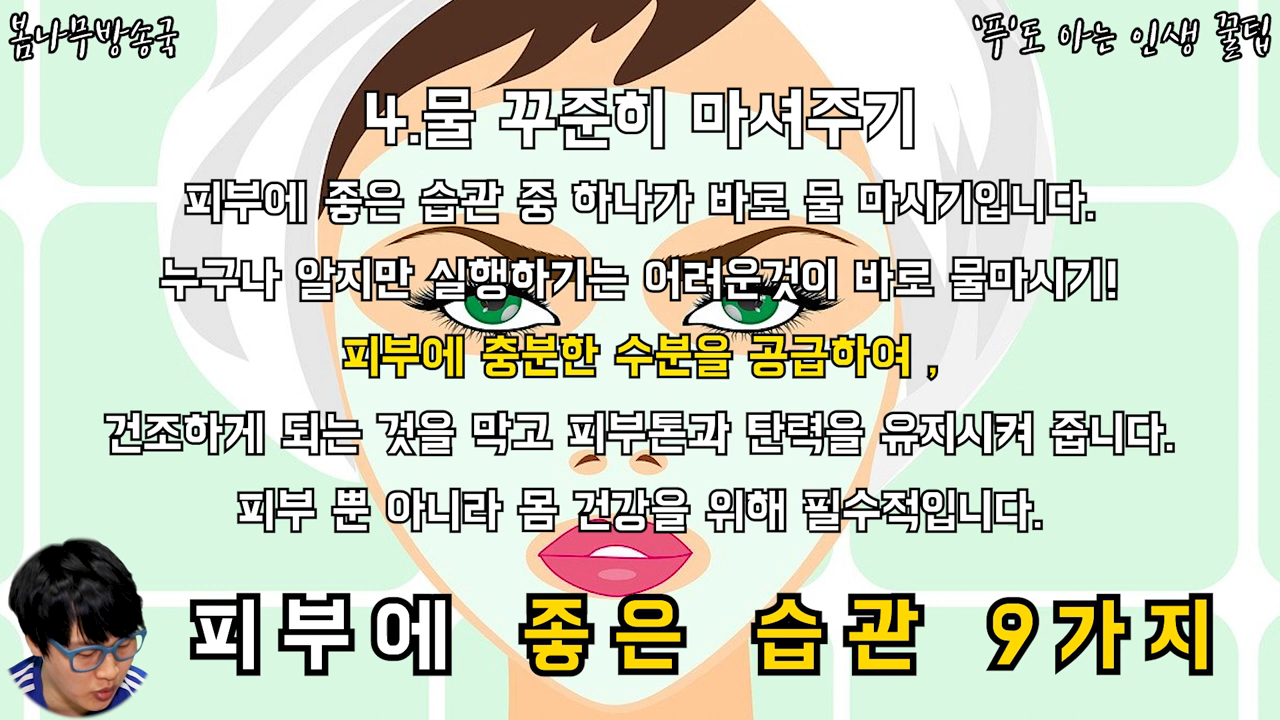 봄나무방송국
'푸'도 아는 인생 꿀팁
4.물 꾸준히 마셔주기
피부에 좋은 습관 중 하나가 바로 물 마시기입니다.
누구나 알지만 실행하기는 어려운것이 바로 물마시기!
피부에 충분한 수분을 공급하여 ,
건조하게 되는 것을 막고 피부톤과 탄력을 유지시켜 줍니다.
피부 뿐 아니라 몸 건강을 위해 필수적입니다.
피부에 좋은 습관 9가지